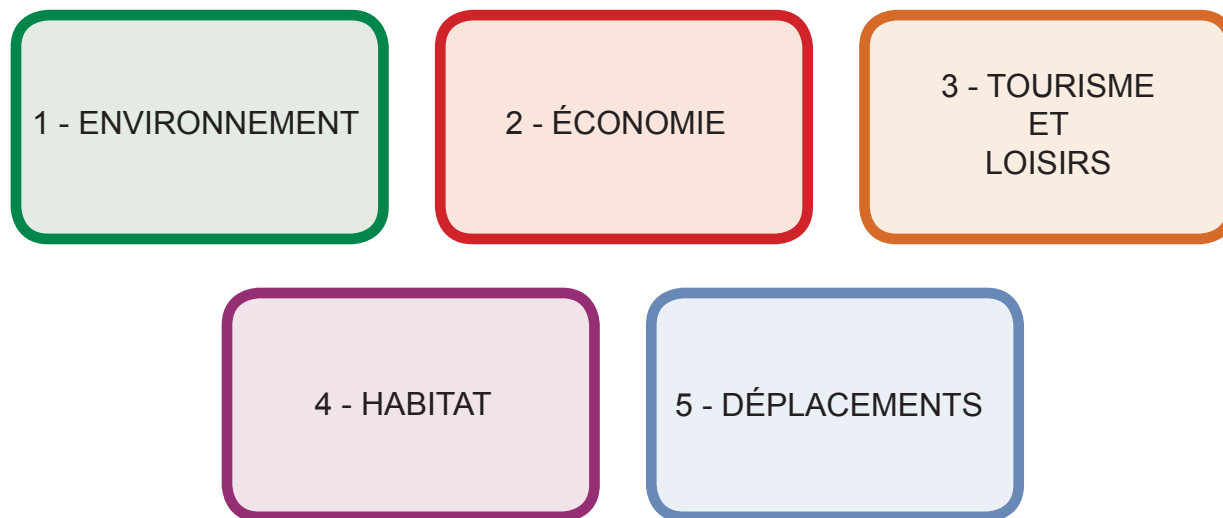 1 - ENVIRONNEMENT
2 - ÉCONOMIE
3 - TOURISME
ET
LOISIRS
4 - HABITAT
5 - DÉPLACEMENTS